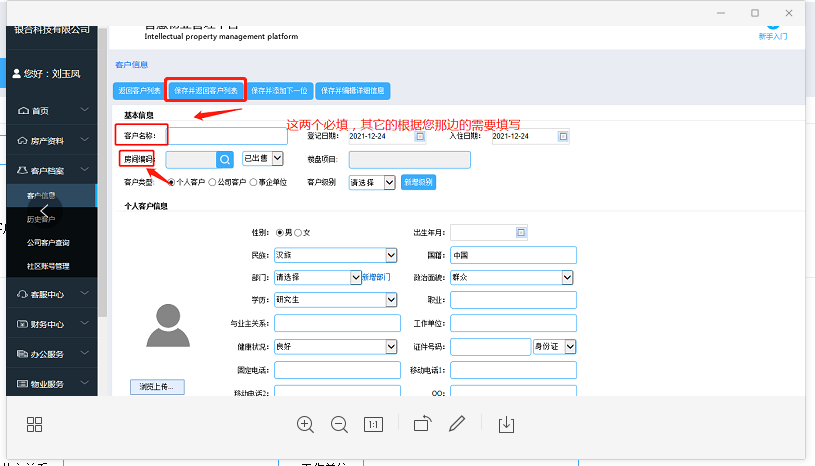 银合科技有限公司
Intellectual property management platform
新手入门
您好：刘玉凤
首页
房产资料
客户档案
客户信息
历史客户
公司客户查询
社区账号管理
客服中心
财务中心
办公服务
物业服务
客户信息
返回客户列表 保存并返回客户列表 保存并添加下一位 保存并编辑详细信息
基本信息
这两个必填，其它的根据您那边的需要填写
客户名称： 登记日期： 2021-12-24 入住日期： 2021-12-24
房间编码： 已出售 楼盘项目：
客户类型： 个人客户 公司客户 事企单位 客户级别 请选择 新增级别
个人客户信息
性别： 男 女 出生年月：
民族： 汉族 国籍： 中国
部门： 请选择 新增部门 政治面貌： 群众
学历： 研究生 职业：
与业主关系： 工作单位：
健康状况： 良好 证件号码： 身份证
固定电话： 移动电话1：
浏览上传...
移动电话2： QQ：
1:1